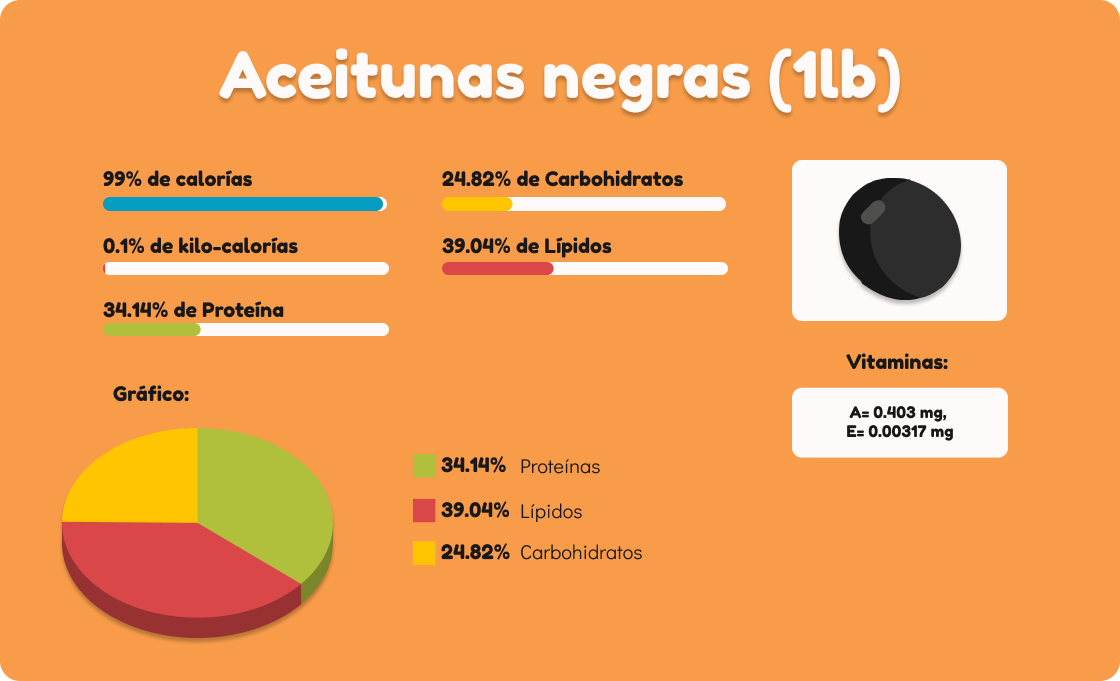 Aceitunas negras (1lb)
99% de calorías
24.82% de Carbohidratos
0.1% de kilo-calorías
39.04% de Lípidos
34.14% de Proteína
Vitaminas:
A= 0.403 mg,
E= 0.00317 mg
Gráfico:
34.14% Proteínas
39.04% Lípidos
24.82% Carbohidratos